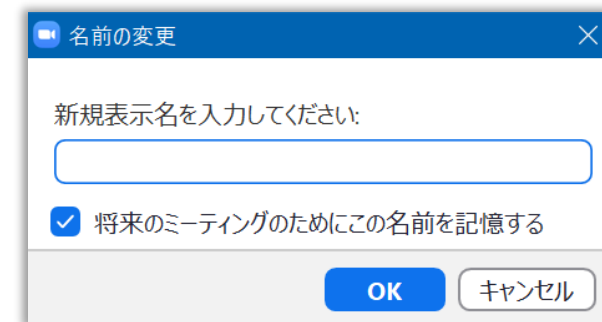 名前の変更
新規表示名を入力してください:
将来のミーティングのためにこの名前を記憶する
OK
キャンセル